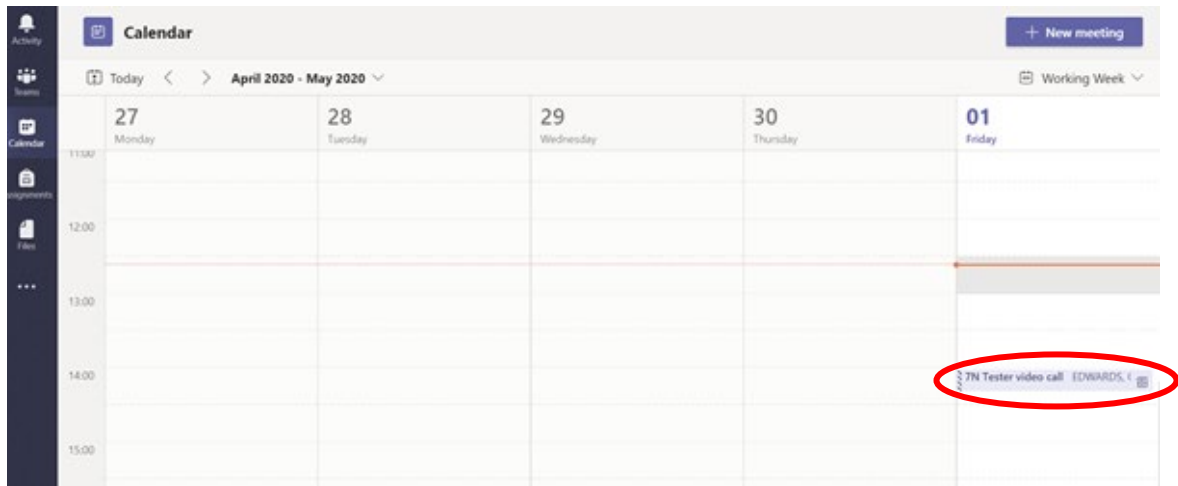 Activity
Calendar
+ New meeting
Teams
Today < > April 2020 - May 2020
Working Week
Calendar
27 28 29 30 01
Monday Tuesday Wednesday Thursday Friday
11:00
ssignments
12:00
Files
...
13:00
14:00
7N Tester video call EDWARDS,
15:00